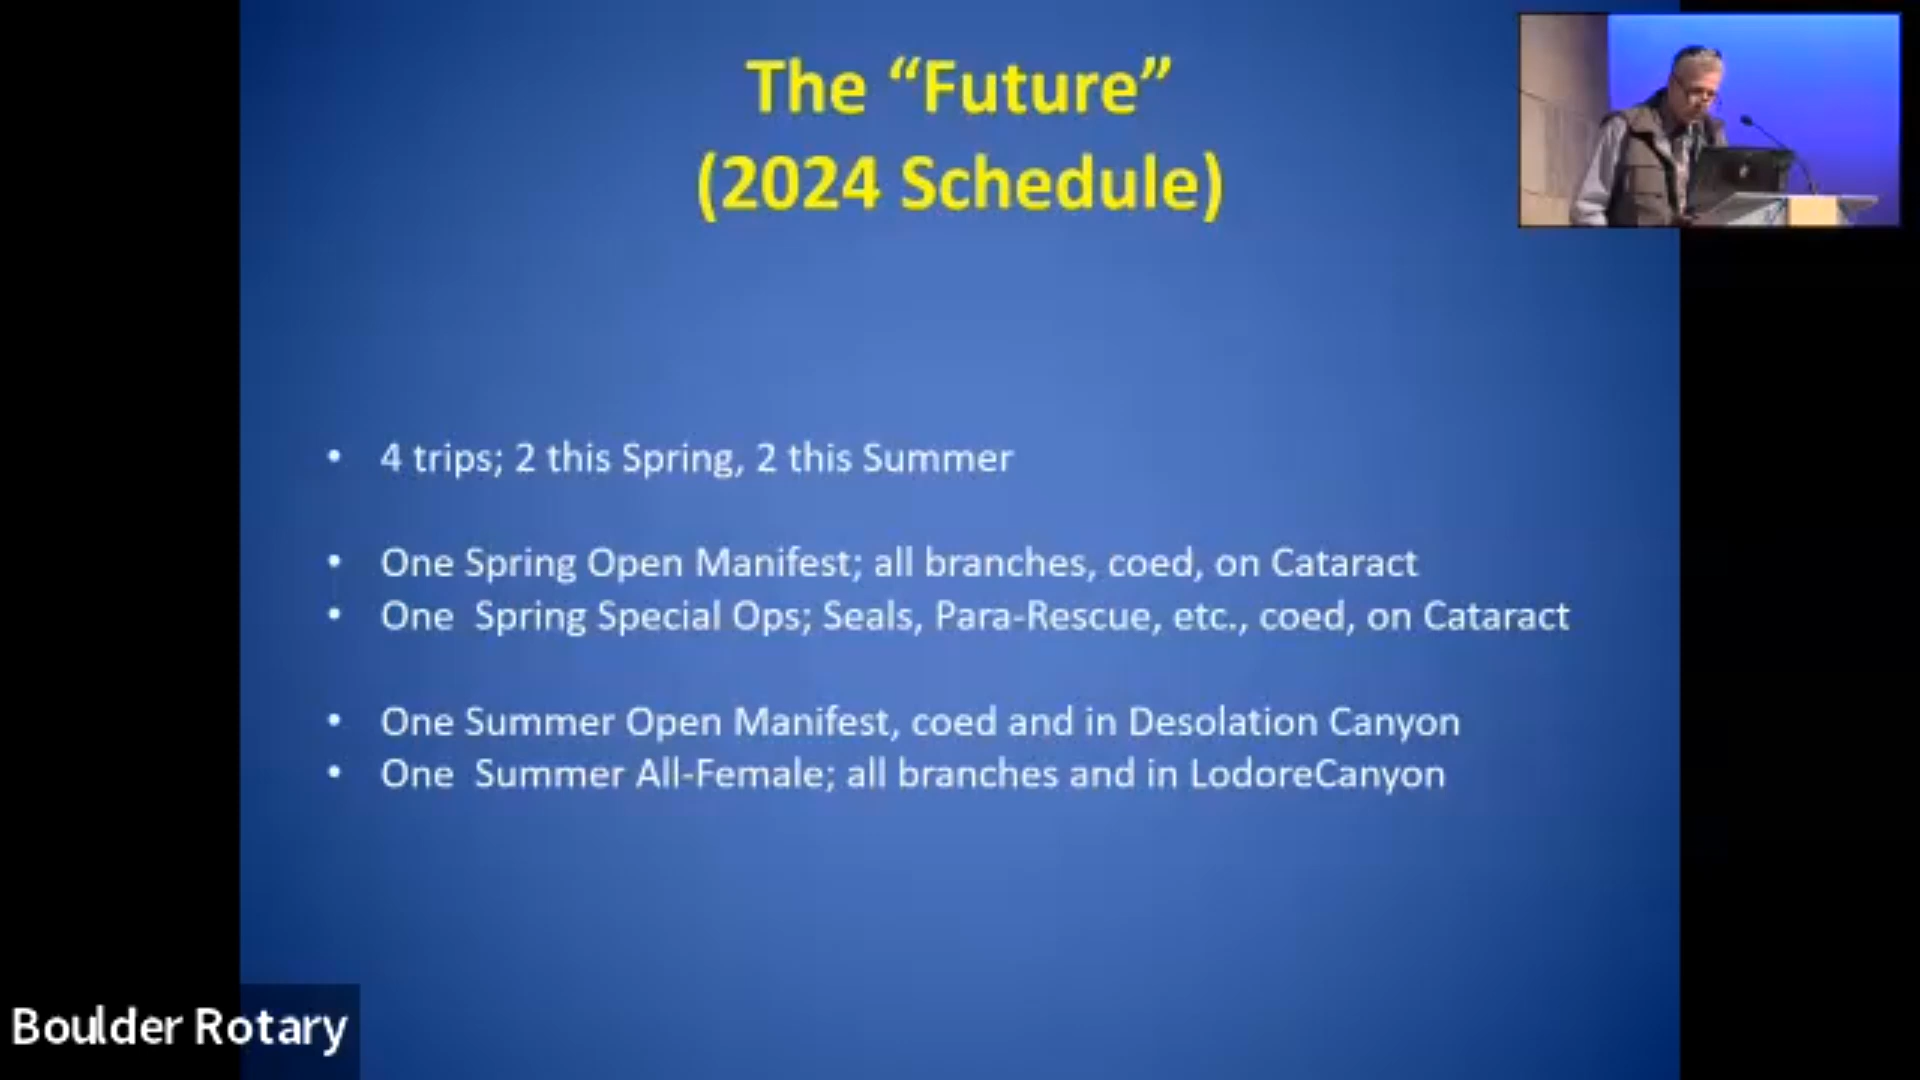 The “Future”
(2024 Schedule)
• 4 trips; 2 this Spring, 2 this Summer
• One Spring Open Manifest; all branches, coed, on Cataract
• One  Spring Special Ops; Seals, Para-Rescue, etc., coed, on Cataract
• One Summer Open Manifest, coed and in Desolation Canyon
• One  Summer All-Female; all branches and in LodoreCanyon
Boulder Rotary